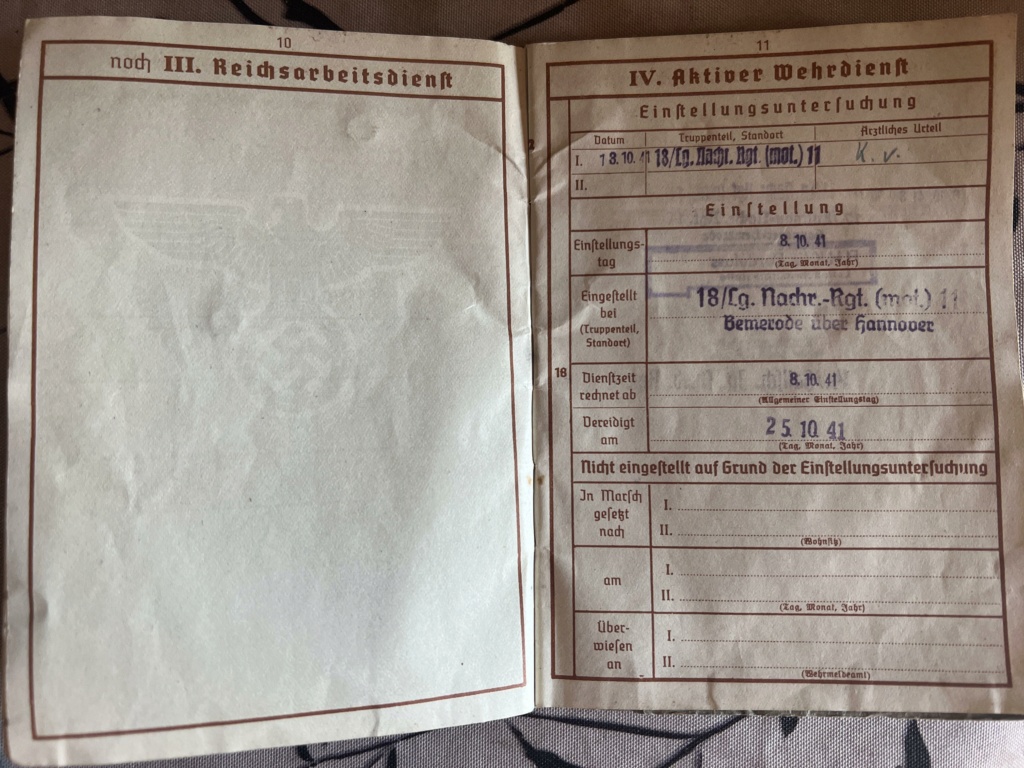 10
noch III. Reichsarbeitsdienst
11
IV. Aktiver Wehrdienst
Einstellungsuntersuchung
Datum Truppenteil, Standort Ärztliches Urteil
I. 18.10.41 18/Lg. Nachr. Rgt. (mot.) 11 k. v.
II.
Einstellung
Einstellungs-
tag
8. 10. 41
(Tag, Monat, Jahr)
Eingestellt
bei
(Truppenteil,
Standort)
18/Lg. Nachr.-Rgt. (mot.) 11
Bemerode über Hannover
18
Dienstzeit
rechnet ab
8. 10. 41
(Allgemeiner Einstellungstag)
Vereidigt
am
25. 10. 41
(Tag, Monat, Jahr)
Nicht eingestellt auf Grund der Einstellungsuntersuchung
In Marsch
gesetzt
nach
I.
II.
(Wohnsitz)
am
I.
II.
(Tag, Monat, Jahr)
Über-
wiesen
an
I.
II.
(Wehrmeldeamt)